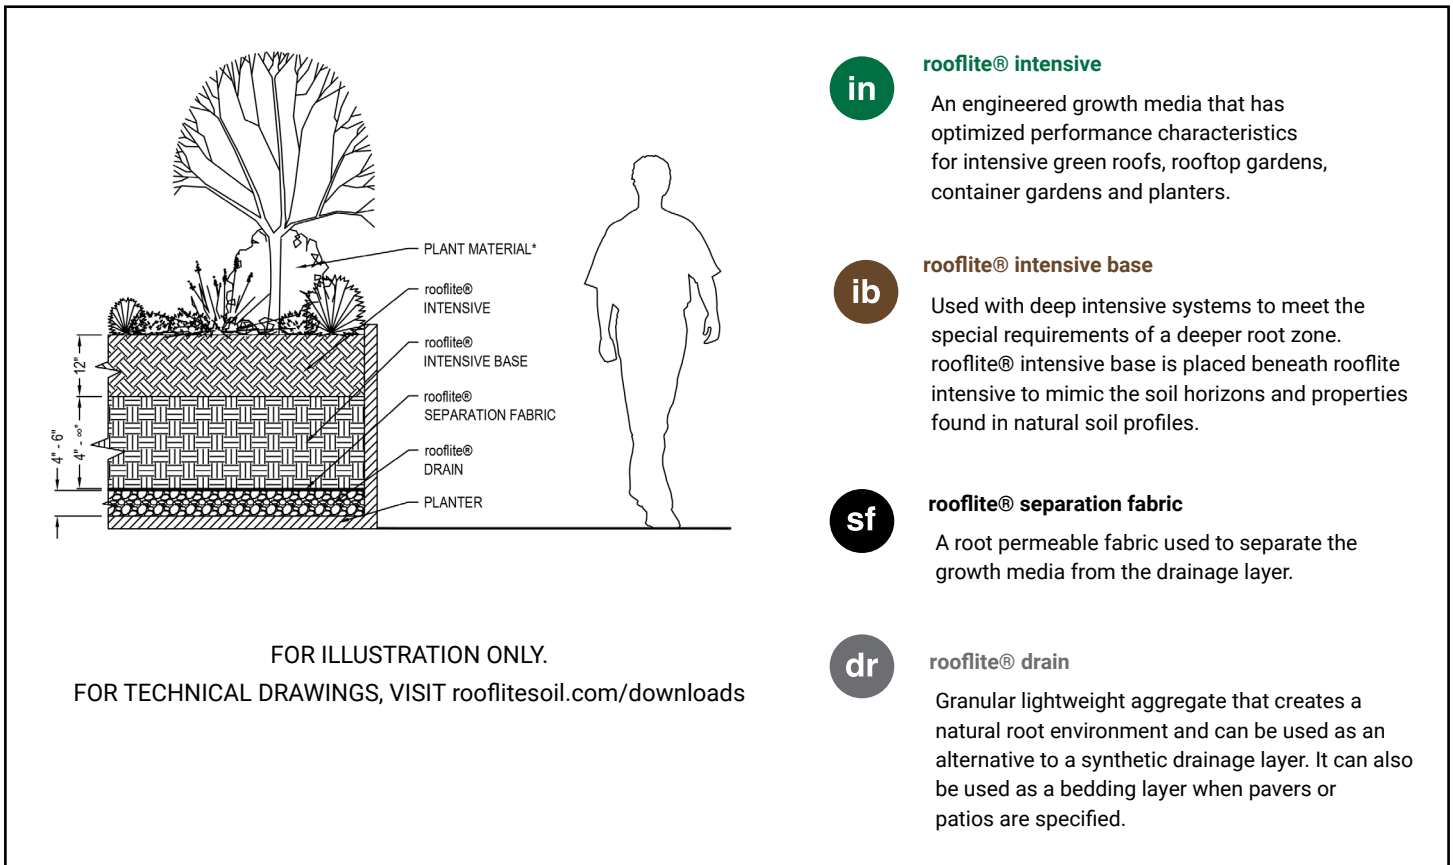 PLANT MATERIAL*
rooflite®
INTENSIVE
rooflite®
INTENSIVE BASE
rooflite®
SEPARATION FABRIC
rooflite®
DRAIN
PLANTER
12"
4" - ∞"
4" - 6"
FOR ILLUSTRATION ONLY.
FOR TECHNICAL DRAWINGS, VISIT rooflitesoil.com/downloads
in
rooflite® intensive
An engineered growth media that has
optimized performance characteristics
for intensive green roofs, rooftop gardens,
container gardens and planters.
ib
rooflite® intensive base
Used with deep intensive systems to meet the
special requirements of a deeper root zone.
rooflite® intensive base is placed beneath rooflite
intensive to mimic the soil horizons and properties
found in natural soil profiles.
sf
rooflite® separation fabric
A root permeable fabric used to separate the
growth media from the drainage layer.
dr
rooflite® drain
Granular lightweight aggregate that creates a
natural root environment and can be used as an
alternative to a synthetic drainage layer. It can also
be used as a bedding layer when pavers or
patios are specified.